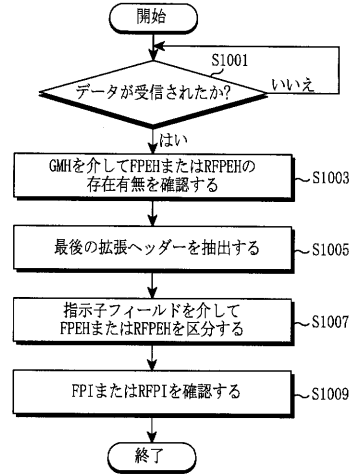 開始
S1001
データが受信されたか?
いいえ
はい
GMHを介してFPEHまたはRFPEHの
存在有無を確認する
S1003
最後の拡張ヘッダーを抽出する
S1005
指示子フィールドを介して
FPEHまたはRFPEHを区分する
S1007
FPIまたはRFPIを確認する
S1009
終了